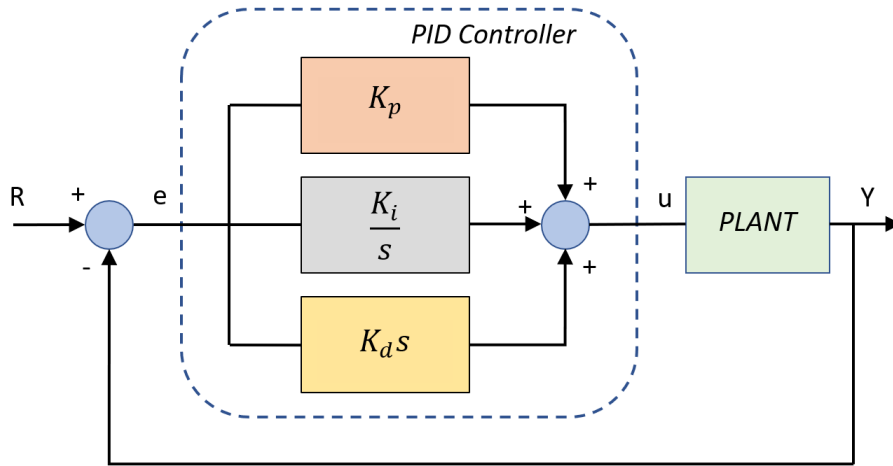 PID Controller
K_p
R
+
e
K_i
s
+
+
u
PLANT
Y
-
+
K_d s